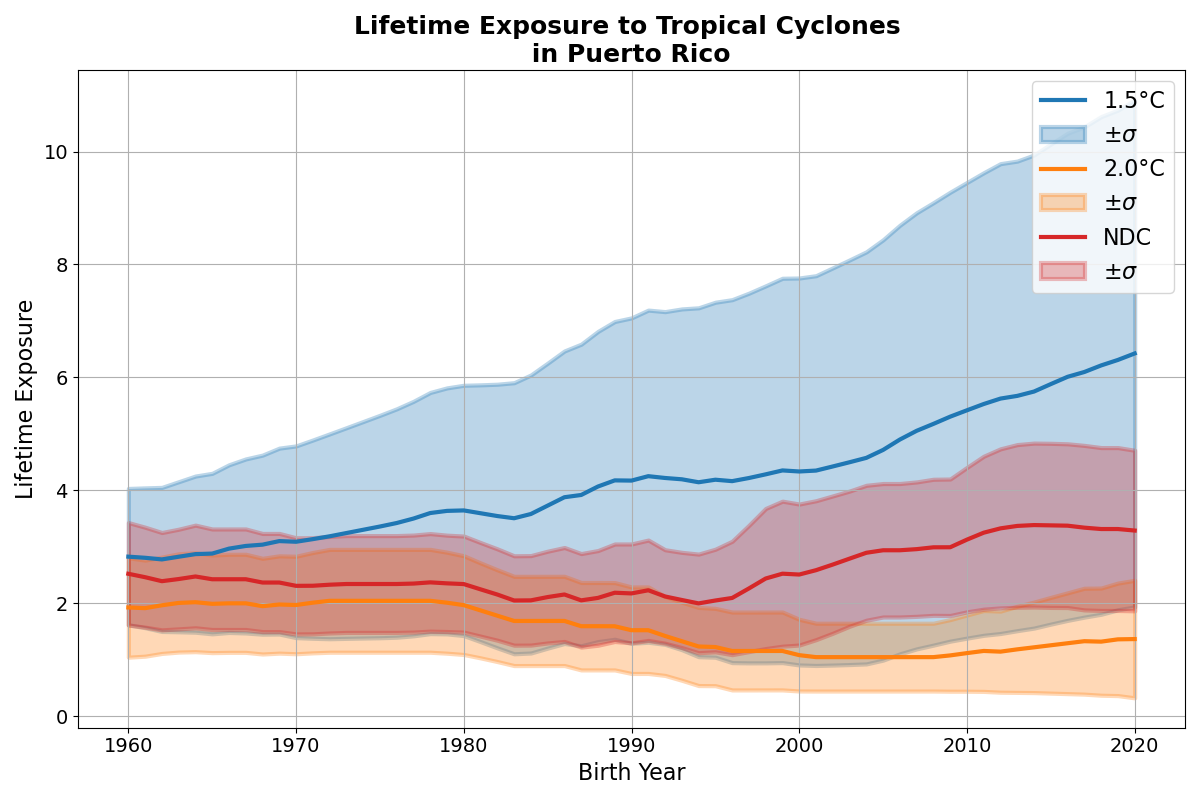 Lifetime Exposure to Tropical Cyclones
in Puerto Rico
1.5°C
±σ
2.0°C
±σ
NDC
±σ
Lifetime Exposure
10
8
6
4
2
0
1960 1970 1980 1990 2000 2010 2020
Birth Year